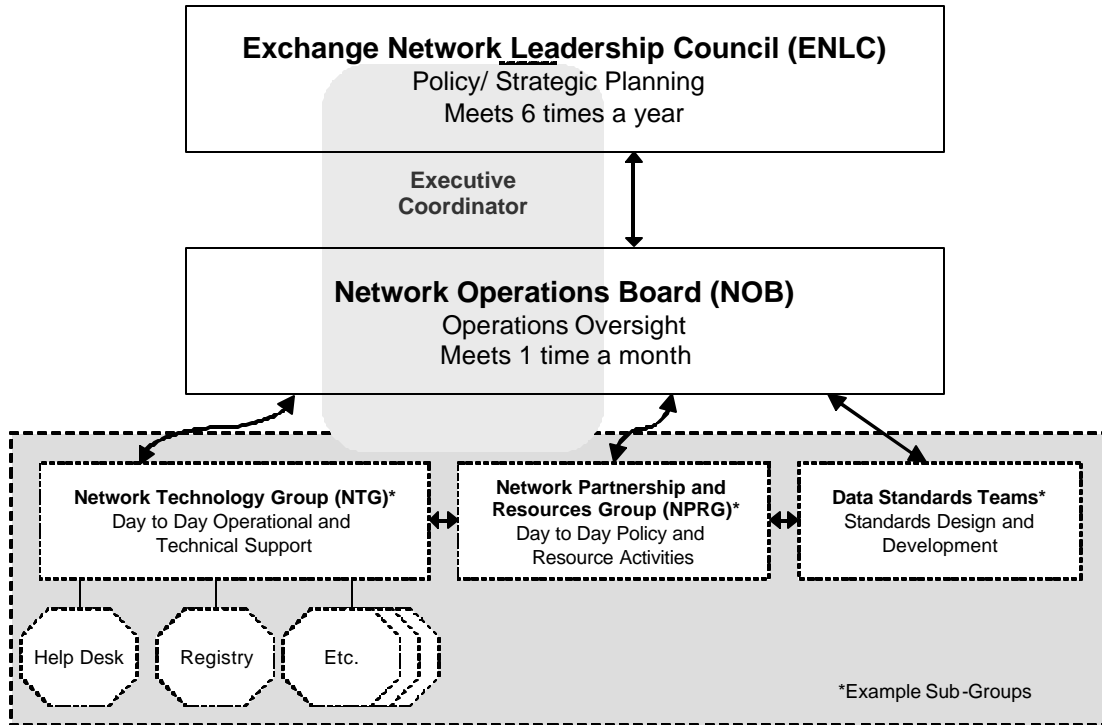 Exchange Network Leadership Council (ENLC)
Policy/ Strategic Planning
Meets 6 times a year
Executive
Coordinator
Network Operations Board (NOB)
Operations Oversight
Meets 1 time a month
Network Technology Group (NTG)*
Day to Day Operational and
Technical Support
Network Partnership and
Resources Group (NPRG)*
Day to Day Policy and
Resource Activities
Data Standards Teams*
Standards Design and
Development
Help Desk
Registry
Etc.
*Example Sub-Groups